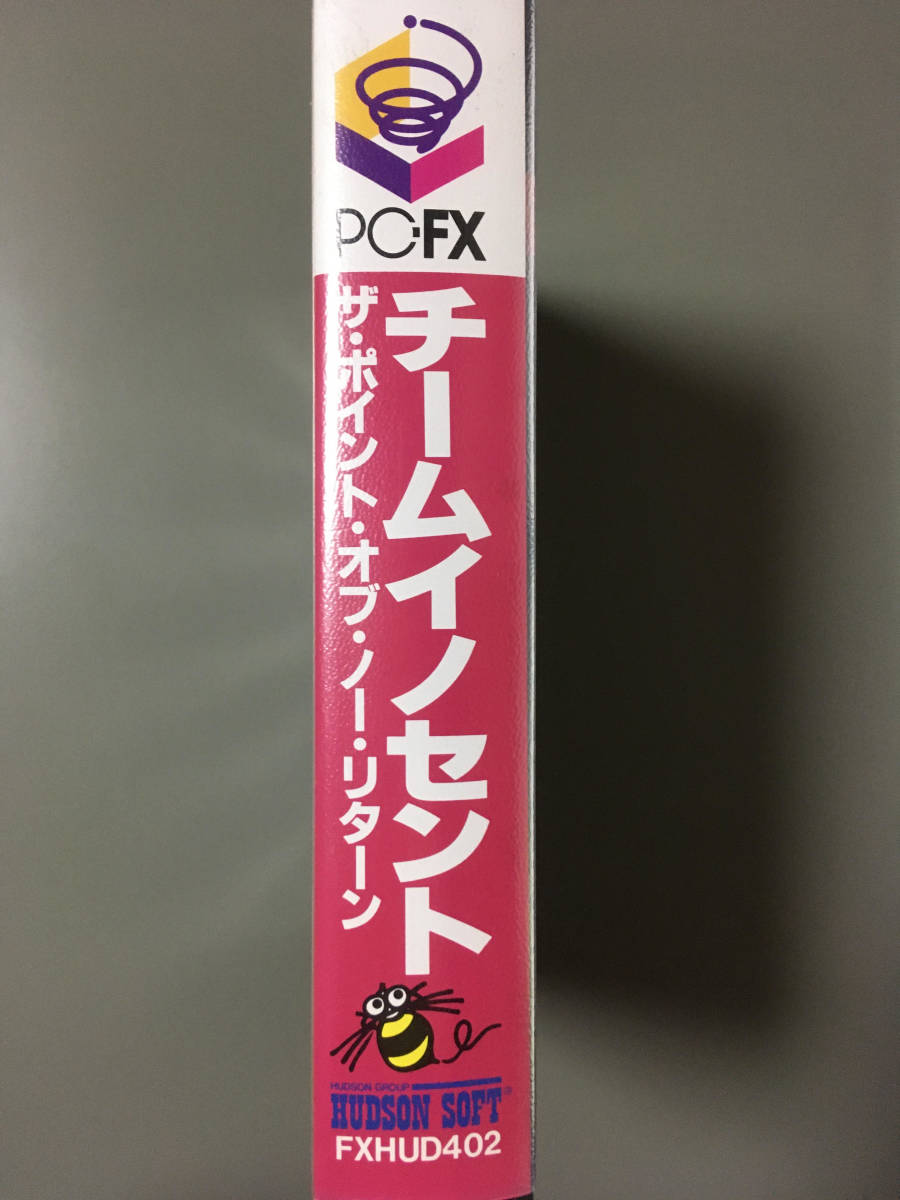 PC-FX
チームイノセント
ザ・ポイント・オブ・ノー・リターン
HUDSON GROUP
HUDSON SOFT®
FXHUD402